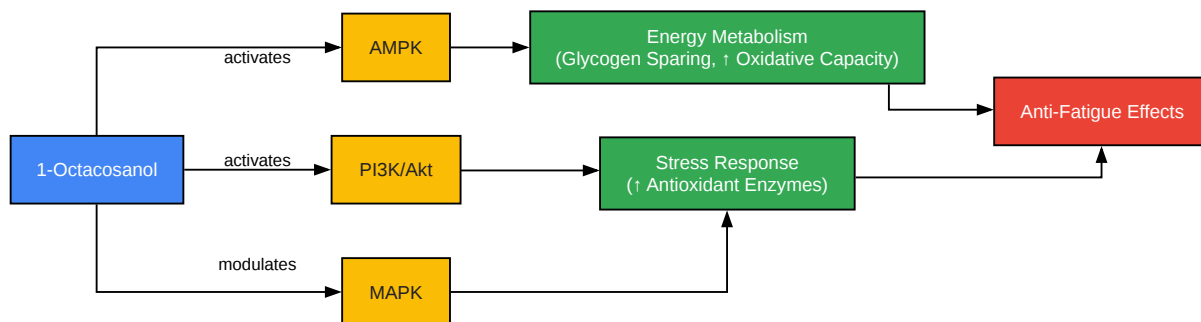 AMPK
Energy Metabolism
(Glycogen Sparing, ↑ Oxidative Capacity)
activates
Anti-Fatigue Effects
1-Octacosanol
activates
PI3K/Akt
Stress Response
(↑ Antioxidant Enzymes)
modulates
MAPK